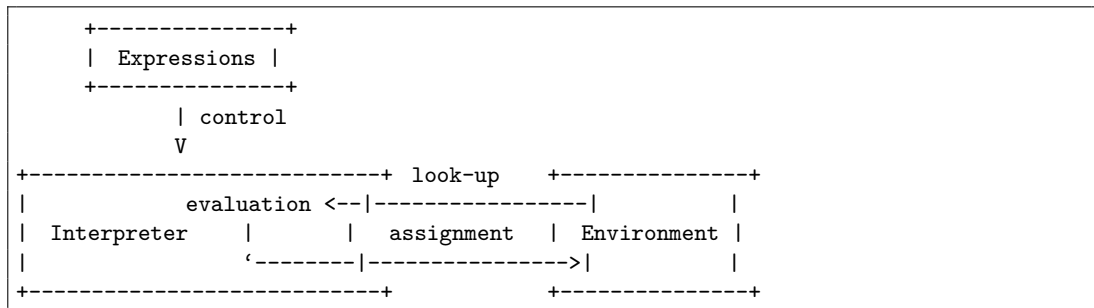 Expressions
control
look-up
evaluation
Interpreter assignment Environment